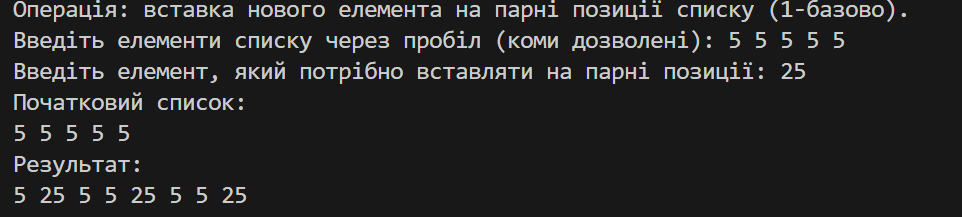 Операція: вставка нового елемента на парні позиції списку (1-базово).
Введіть елементи списку через пробіл (коми дозволені): 5 5 5 5 5
Введіть елемент, який потрібно вставляти на парні позиції: 25
Початковий список:
5 5 5 5 5
Результат:
5 25 5 5 25 5 5 25